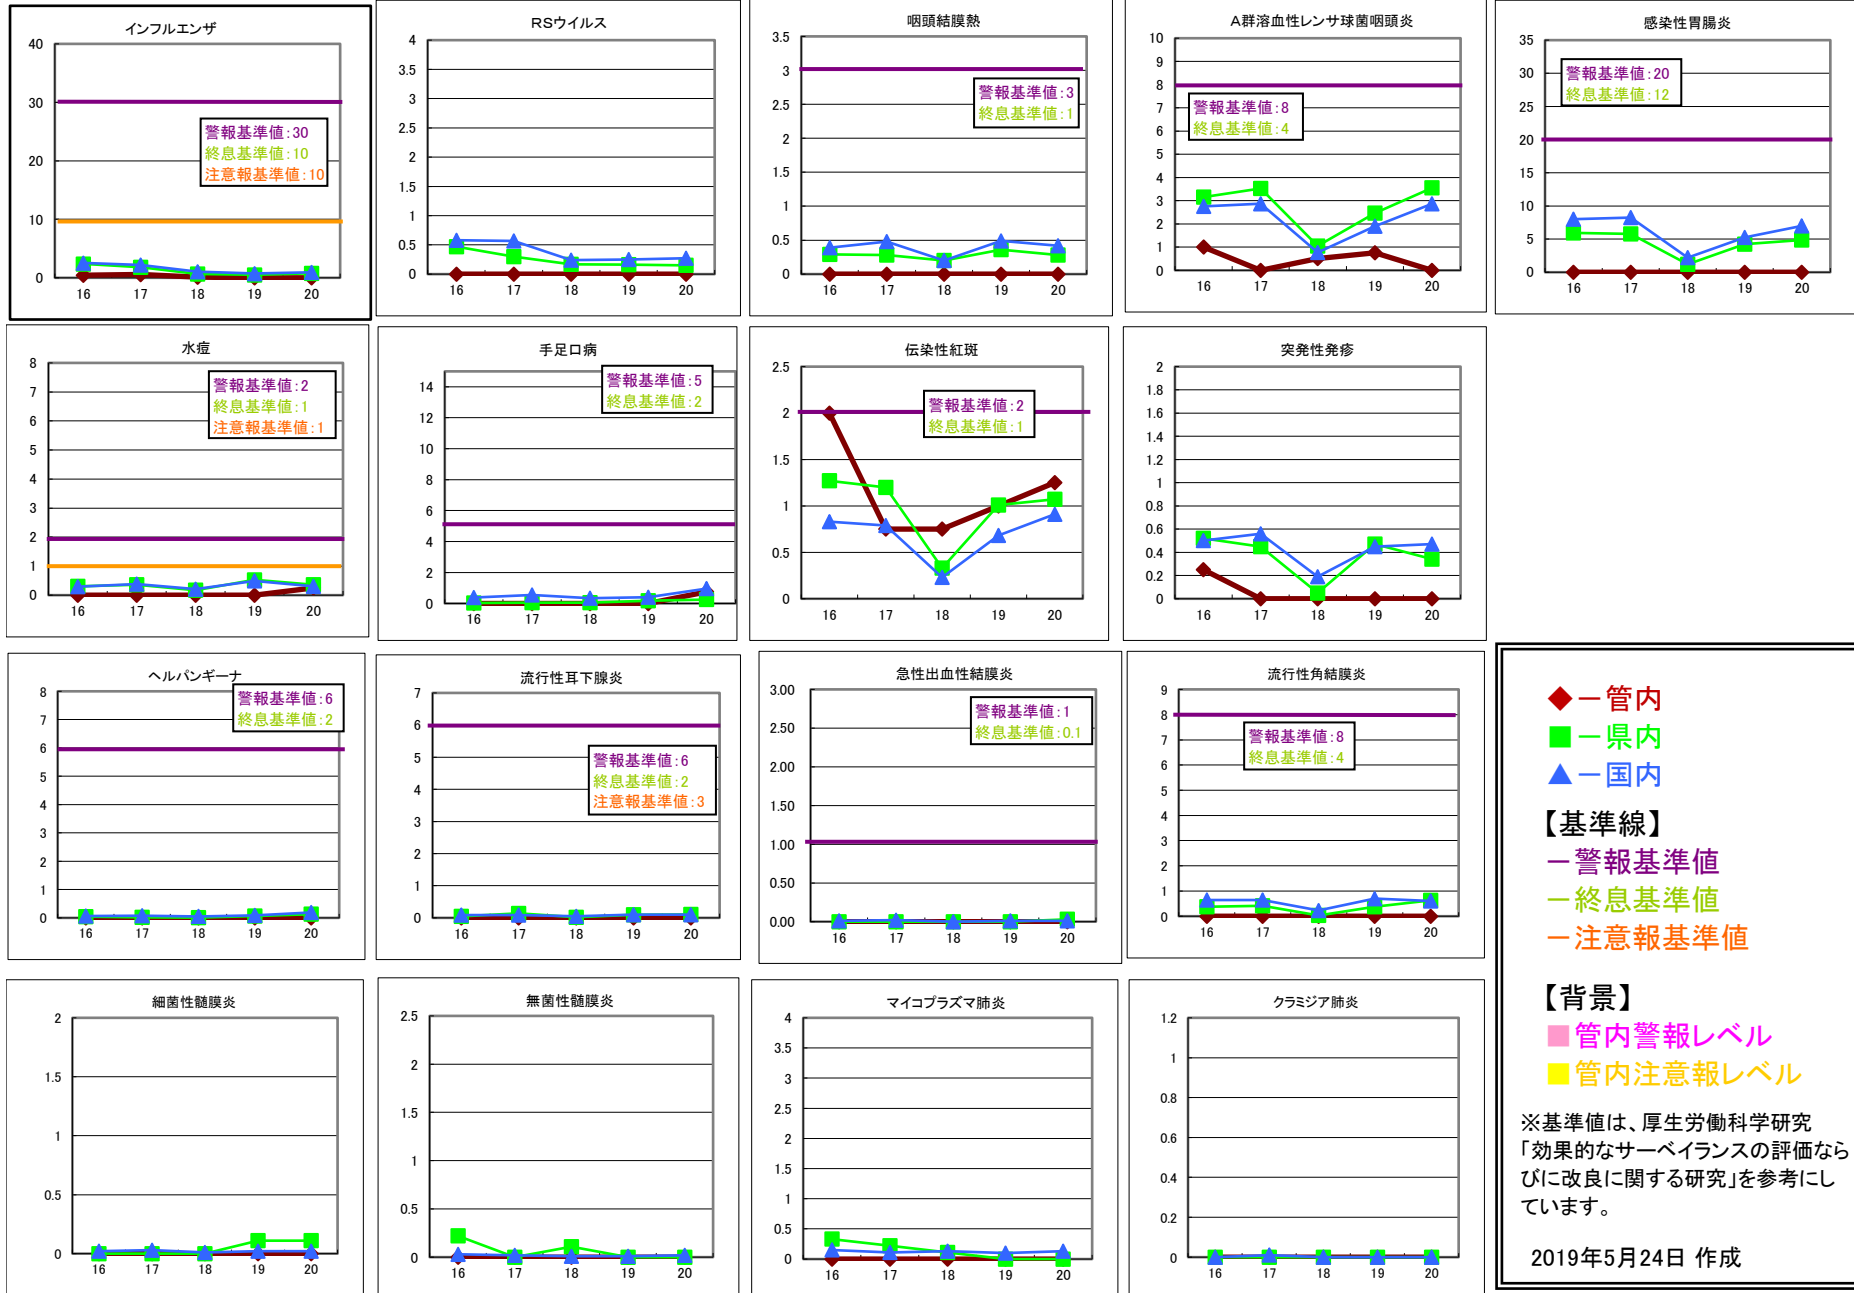 インフルエンザ
40
30
20
10
0
警報基準値:30
終息基準値:10
注意報基準値:10
16 17 18 19 20
RSウイルス
4
3.5
3
2.5
2
1.5
1
0.5
0
16 17 18 19 20
咽頭結膜熱
3.5
3
2.5
2
1.5
1
0.5
0
警報基準値:3
終息基準値:1
16 17 18 19 20
A群溶血性レンサ球菌咽頭炎
10
9
8
7
6
5
4
3
2
1
0
警報基準値:8
終息基準値:4
16 17 18 19 20
感染性胃腸炎
35
30
25
20
15
10
5
0
警報基準値:20
終息基準値:12
16 17 18 19 20
水痘
8
7
6
5
4
3
2
1
0
警報基準値:2
終息基準値:1
注意報基準値:1
16 17 18 19 20
手足口病
14
12
10
8
6
4
2
0
警報基準値:5
終息基準値:2
16 17 18 19 20
伝染性紅斑
2.5
2
1.5
1
0.5
0
警報基準値:2
終息基準値:1
16 17 18 19 20
突発性発疹
2
1.8
1.6
1.4
1.2
1
0.8
0.6
0.4
0.2
0
16 17 18 19 20
ヘルパンギーナ
8
7
6
5
4
3
2
1
0
警報基準値:6
終息基準値:2
16 17 18 19 20
流行性耳下腺炎
7
6
5
4
3
2
1
0
警報基準値:6
終息基準値:2
注意報基準値:3
16 17 18 19 20
急性出血性結膜炎
3.00
2.50
2.00
1.50
1.00
0.50
0.00
警報基準値:1
終息基準値:0.1
16 17 18 19 20
流行性角結膜炎
9
8
7
6
5
4
3
2
1
0
警報基準値:8
終息基準値:4
16 17 18 19 20
細菌性髄膜炎
2
1.5
1
0.5
0
16 17 18 19 20
無菌性髄膜炎
2.5
2
1.5
1
0.5
0
16 17 18 19 20
マイコプラズマ肺炎
4
3.5
3
2.5
2
1.5
1
0.5
0
16 17 18 19 20
クラミジア肺炎
1.2
1
0.8
0.6
0.4
0.2
0
16 17 18 19 20
◆－管内
■－県内
▲－国内
【基準線】
－警報基準値
－終息基準値
－注意報基準値
【背景】
■管内警報レベル
■管内注意報レベル
※基準値は、厚生労働科学研究
「効果的なサーベイランスの評価なら
びに改良に関する研究」を参考にし
ています。
2019年5月24日 作成